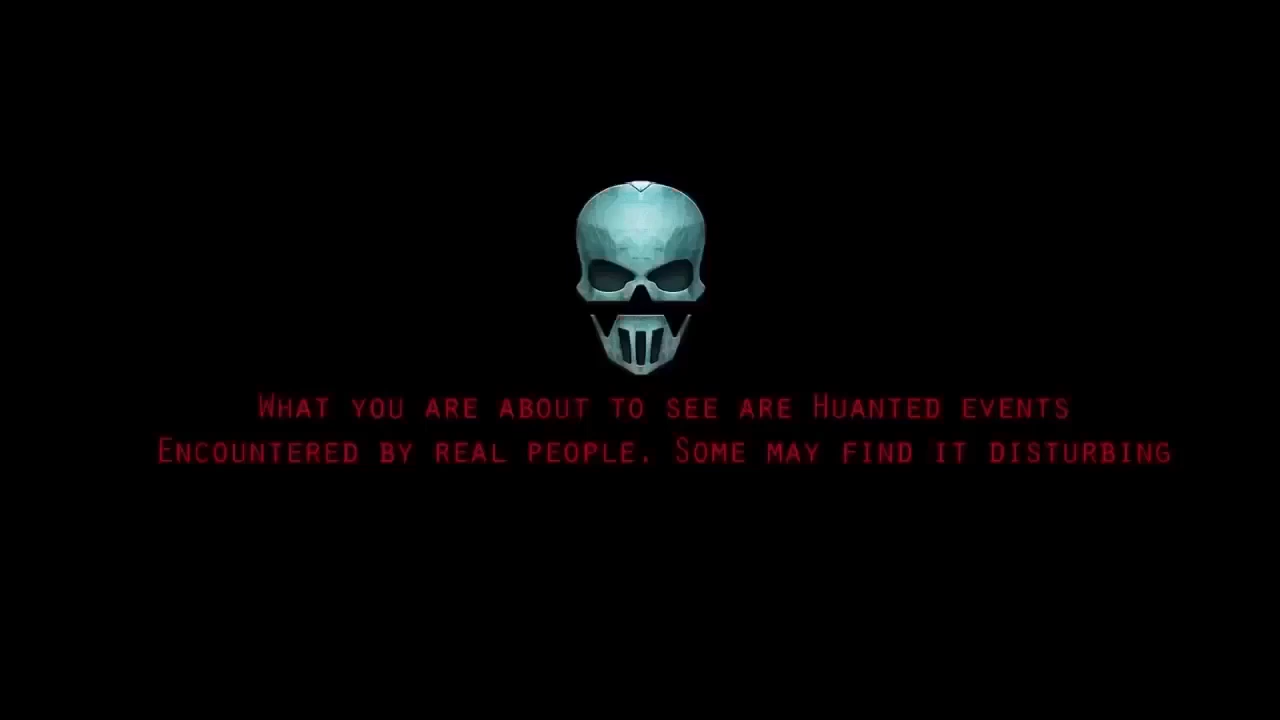 What you are about to see are Huanted events
Encountered by real people. Some may find it disturbing